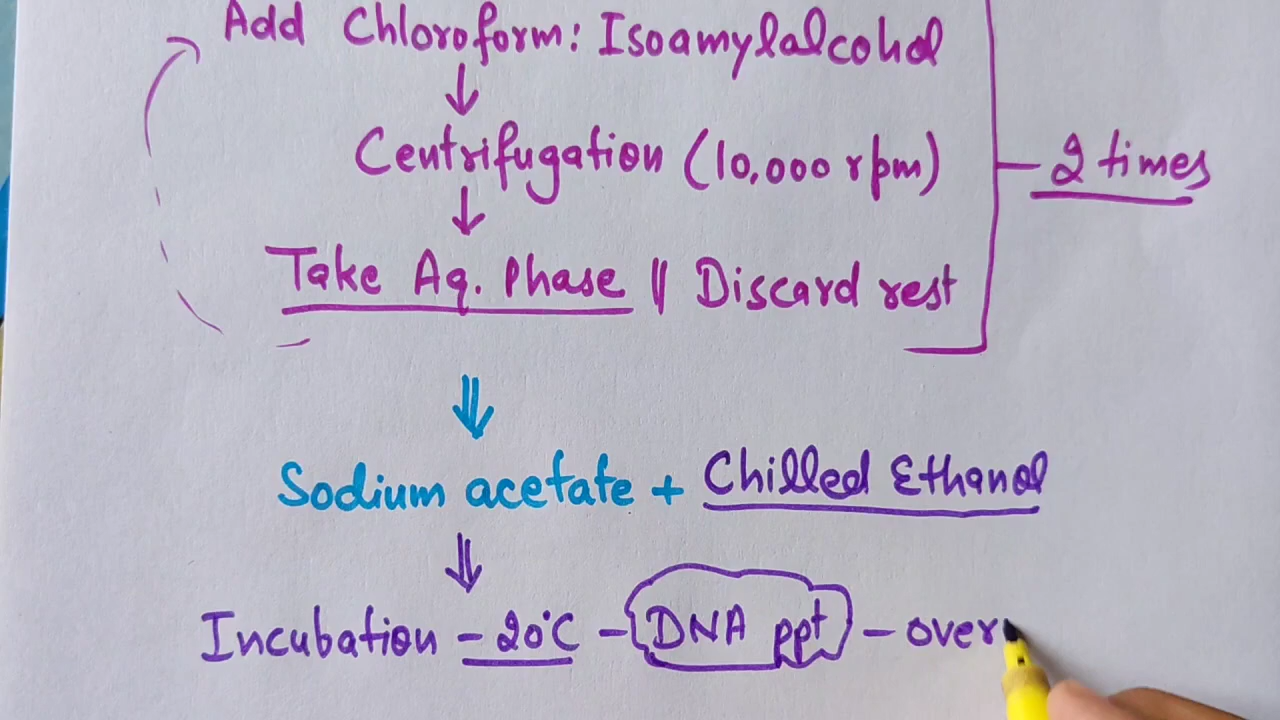 Add Chloroform: Isoamylalcohol
Centrifugation (10,000 rpm)
2 times
Take Aq. Phase || Discard rest
Sodium acetate + Chilled Ethanol
Incubation - 20°C - DNA ppt - over